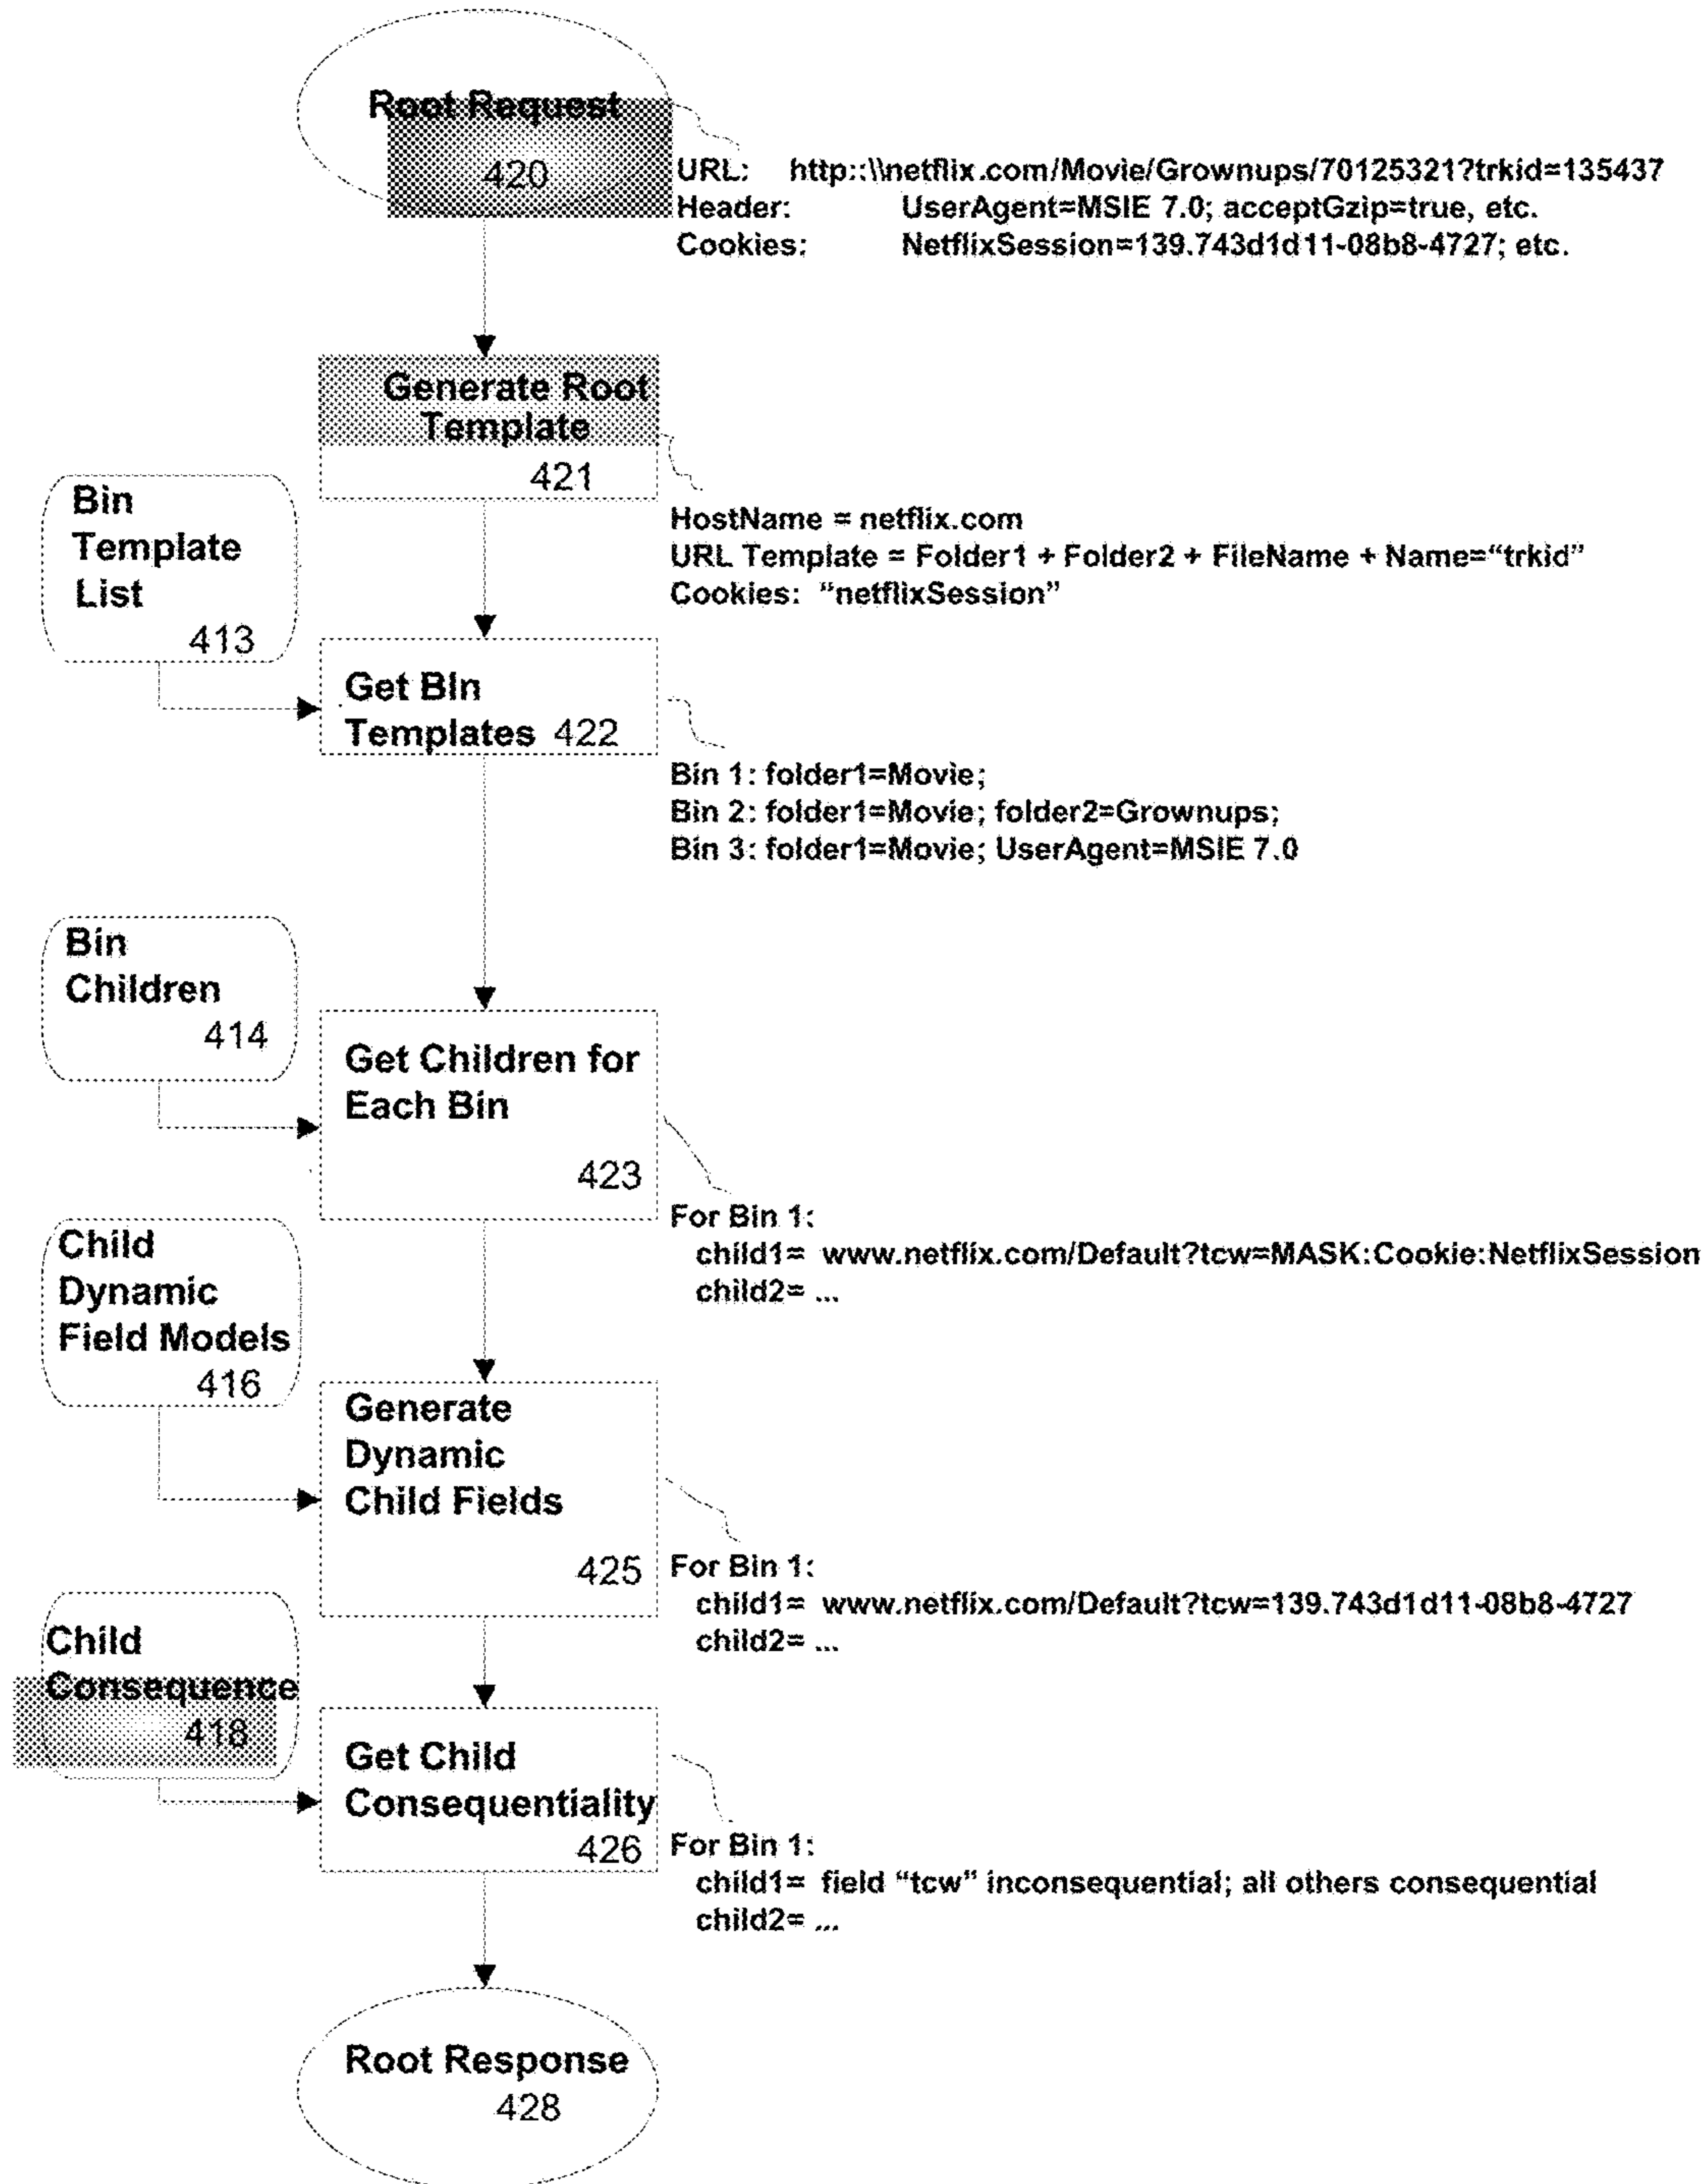 Root Request
420
URL: http::\\netflix.com/Movie/Grownups/70125321?trkid=135437
Header: UserAgent=MSIE 7.0; acceptGzip=true, etc.
Cookies: NetflixSession=139.743d1d11-08b8-4727; etc.
Generate Root
Template
421
HostName = netflix.com
URL Template = Folder1 + Folder2 + FileName + Name=“trkid”
Cookies: “netflixSession”
Bin
Template
List
413
Get BIn
Templates 422
Bin 1: folder1=Movie;
Bin 2: folder1=Movie; folder2=Grownups;
Bin 3: folder1=Movie; UserAgent=MSIE 7.0
Bin
Children
414
Get Children for
Each Bin
423
For Bin 1:
child1= www.netflix.com/Default?tcw=MASK:Cookie:NetflixSession
child2= ...
Child
Dynamic
Field Models
416
Generate
Dynamic
Child Fields
425
For Bin 1:
child1= www.netflix.com/Default?tcw=139.743d1d11-08b8-4727
child2= ...
Child
Consequence
418
Get Child
Consequentiality
426
For Bin 1:
child1= field “tcw” inconsequential; all others consequential
child2= ...
Root Response
428